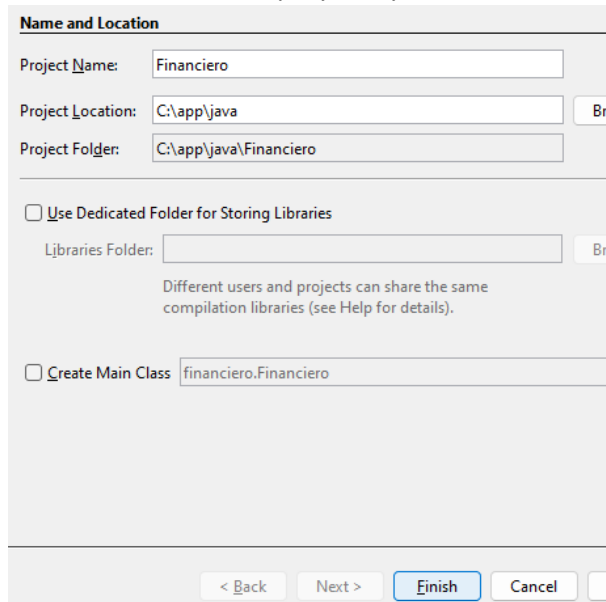 Name and Location
Project Name: Financiero
Project Location: C:\app\java Br
Project Folder: C:\app\java\Financiero
Use Dedicated Folder for Storing Libraries
Libraries Folder: Br
Different users and projects can share the same
compilation libraries (see Help for details).
Create Main Class financiero.Financiero
< Back Next > Finish Cancel